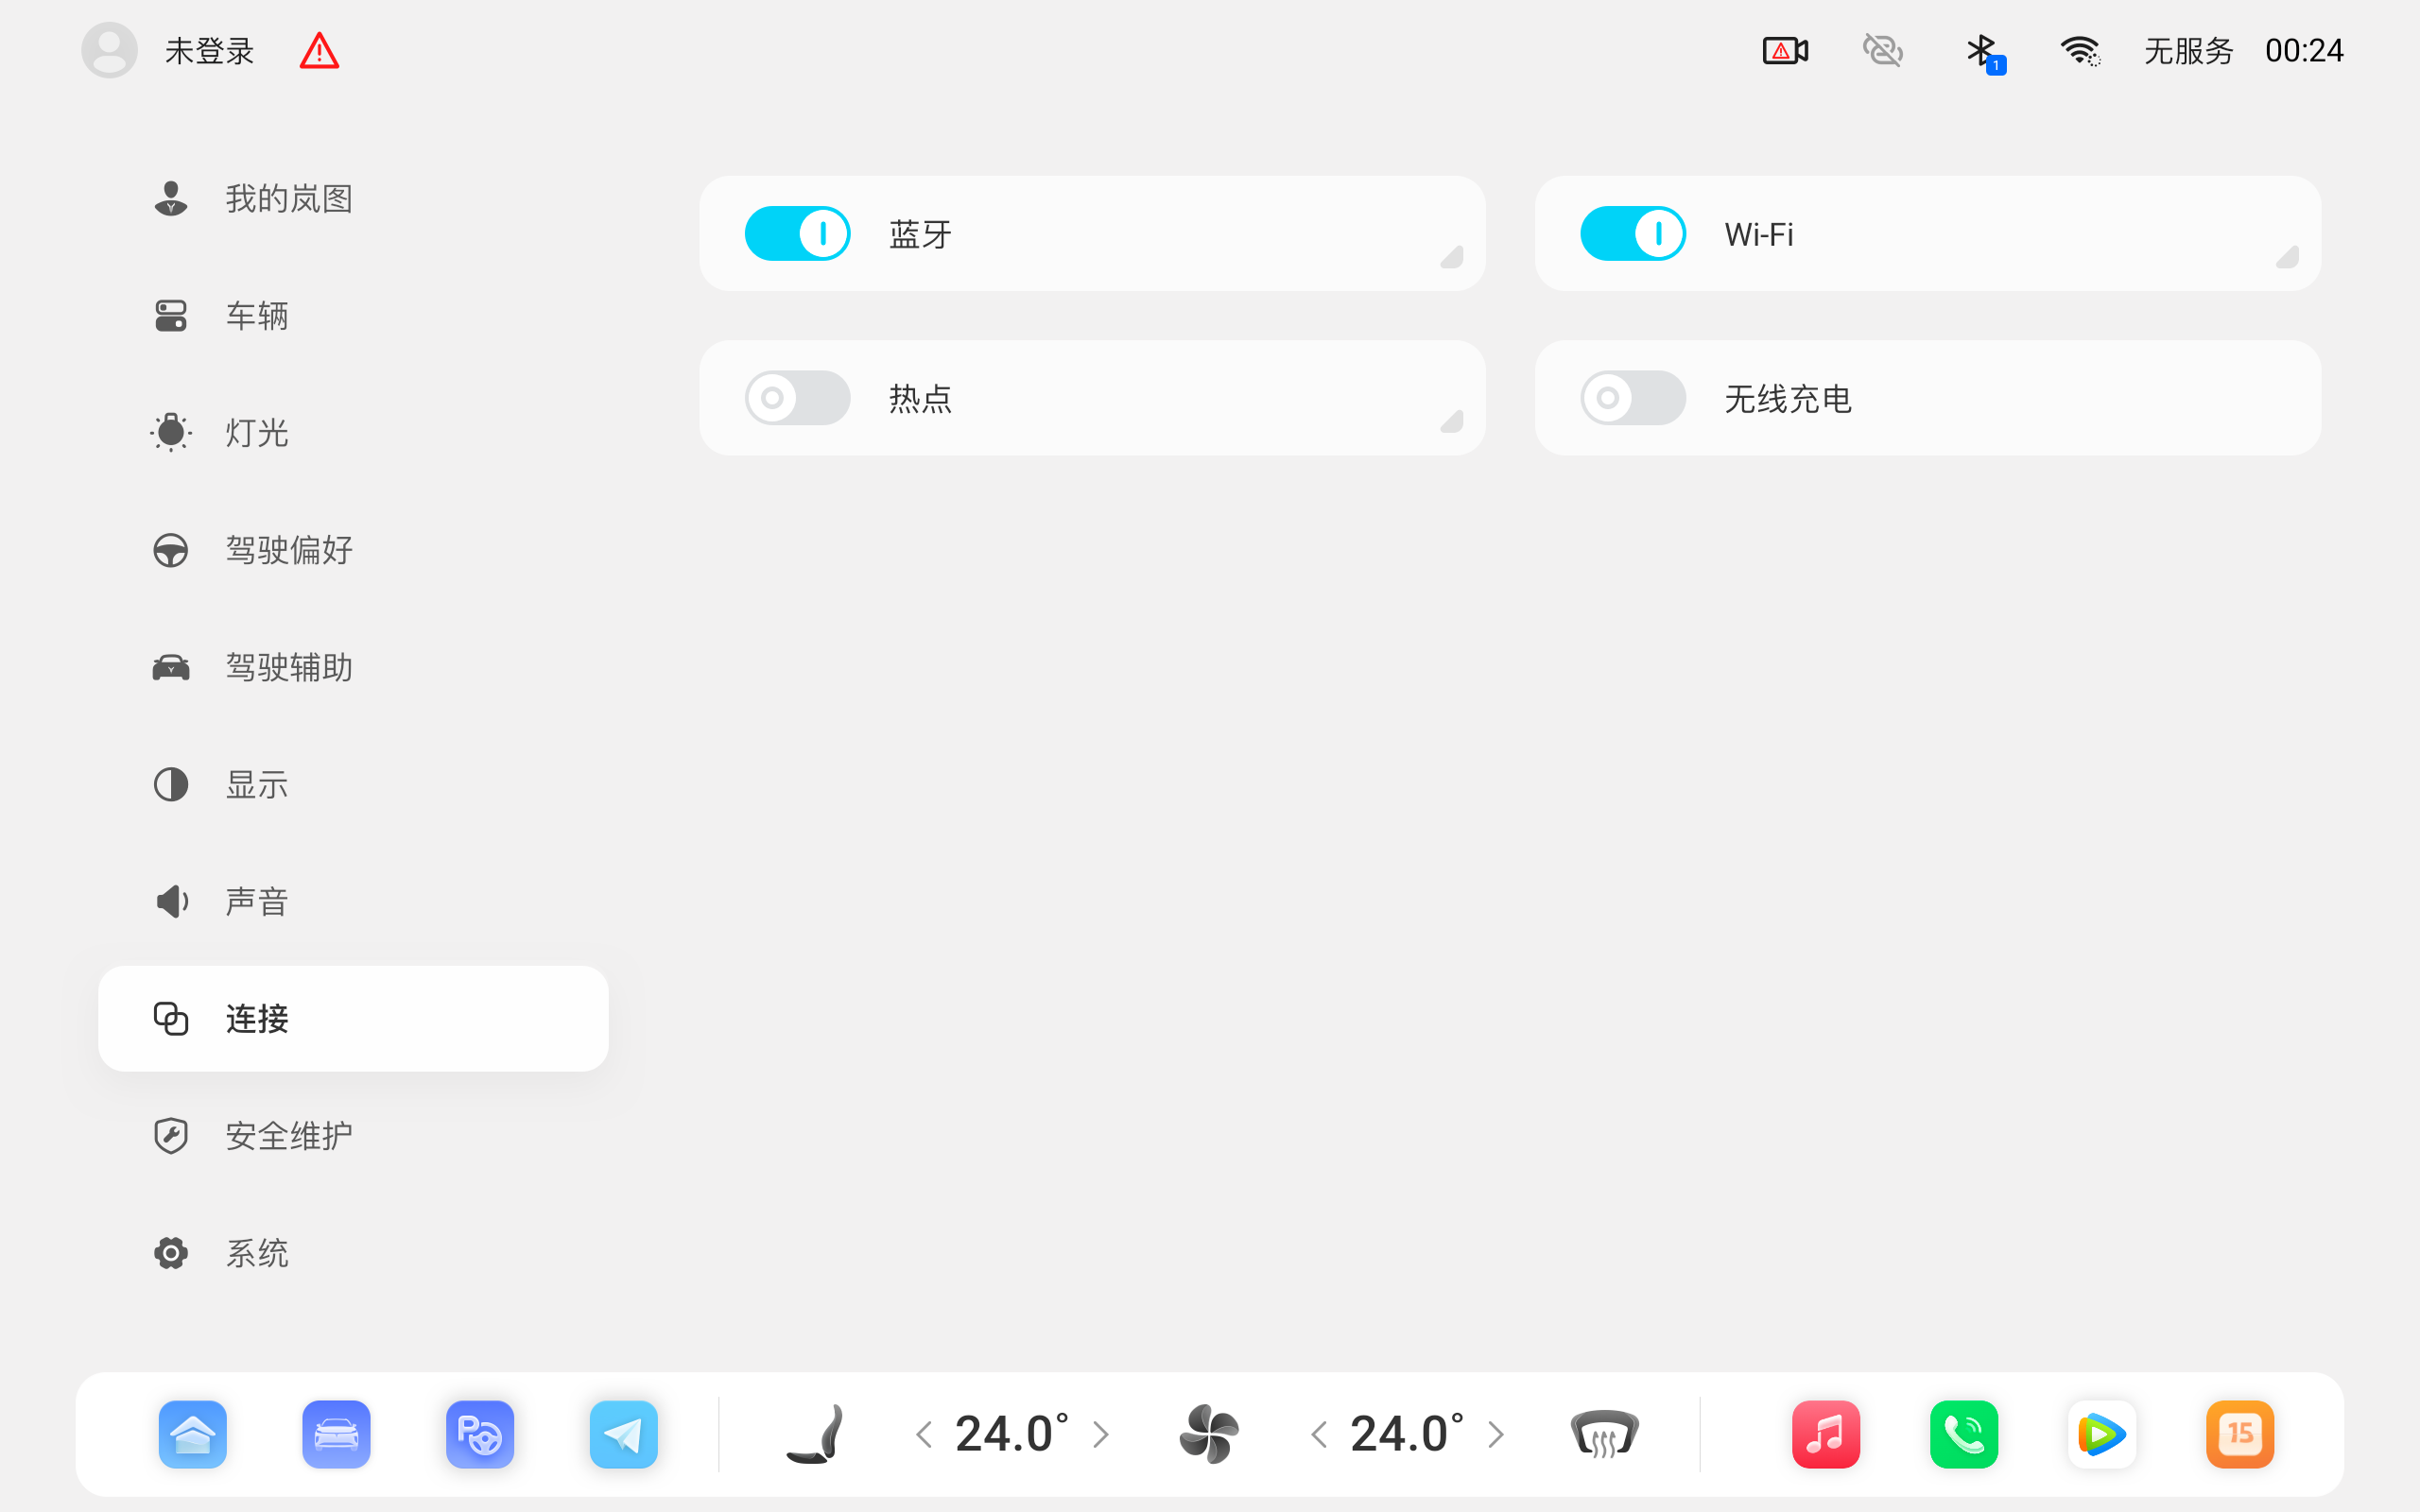 未登录
1
无服务 00:24
我的岚图
车辆
灯光
驾驶偏好
驾驶辅助
显示
声音
连接
安全维护
系统
蓝牙
Wi-Fi
热点
无线充电
P
24.0°
24.0°
15